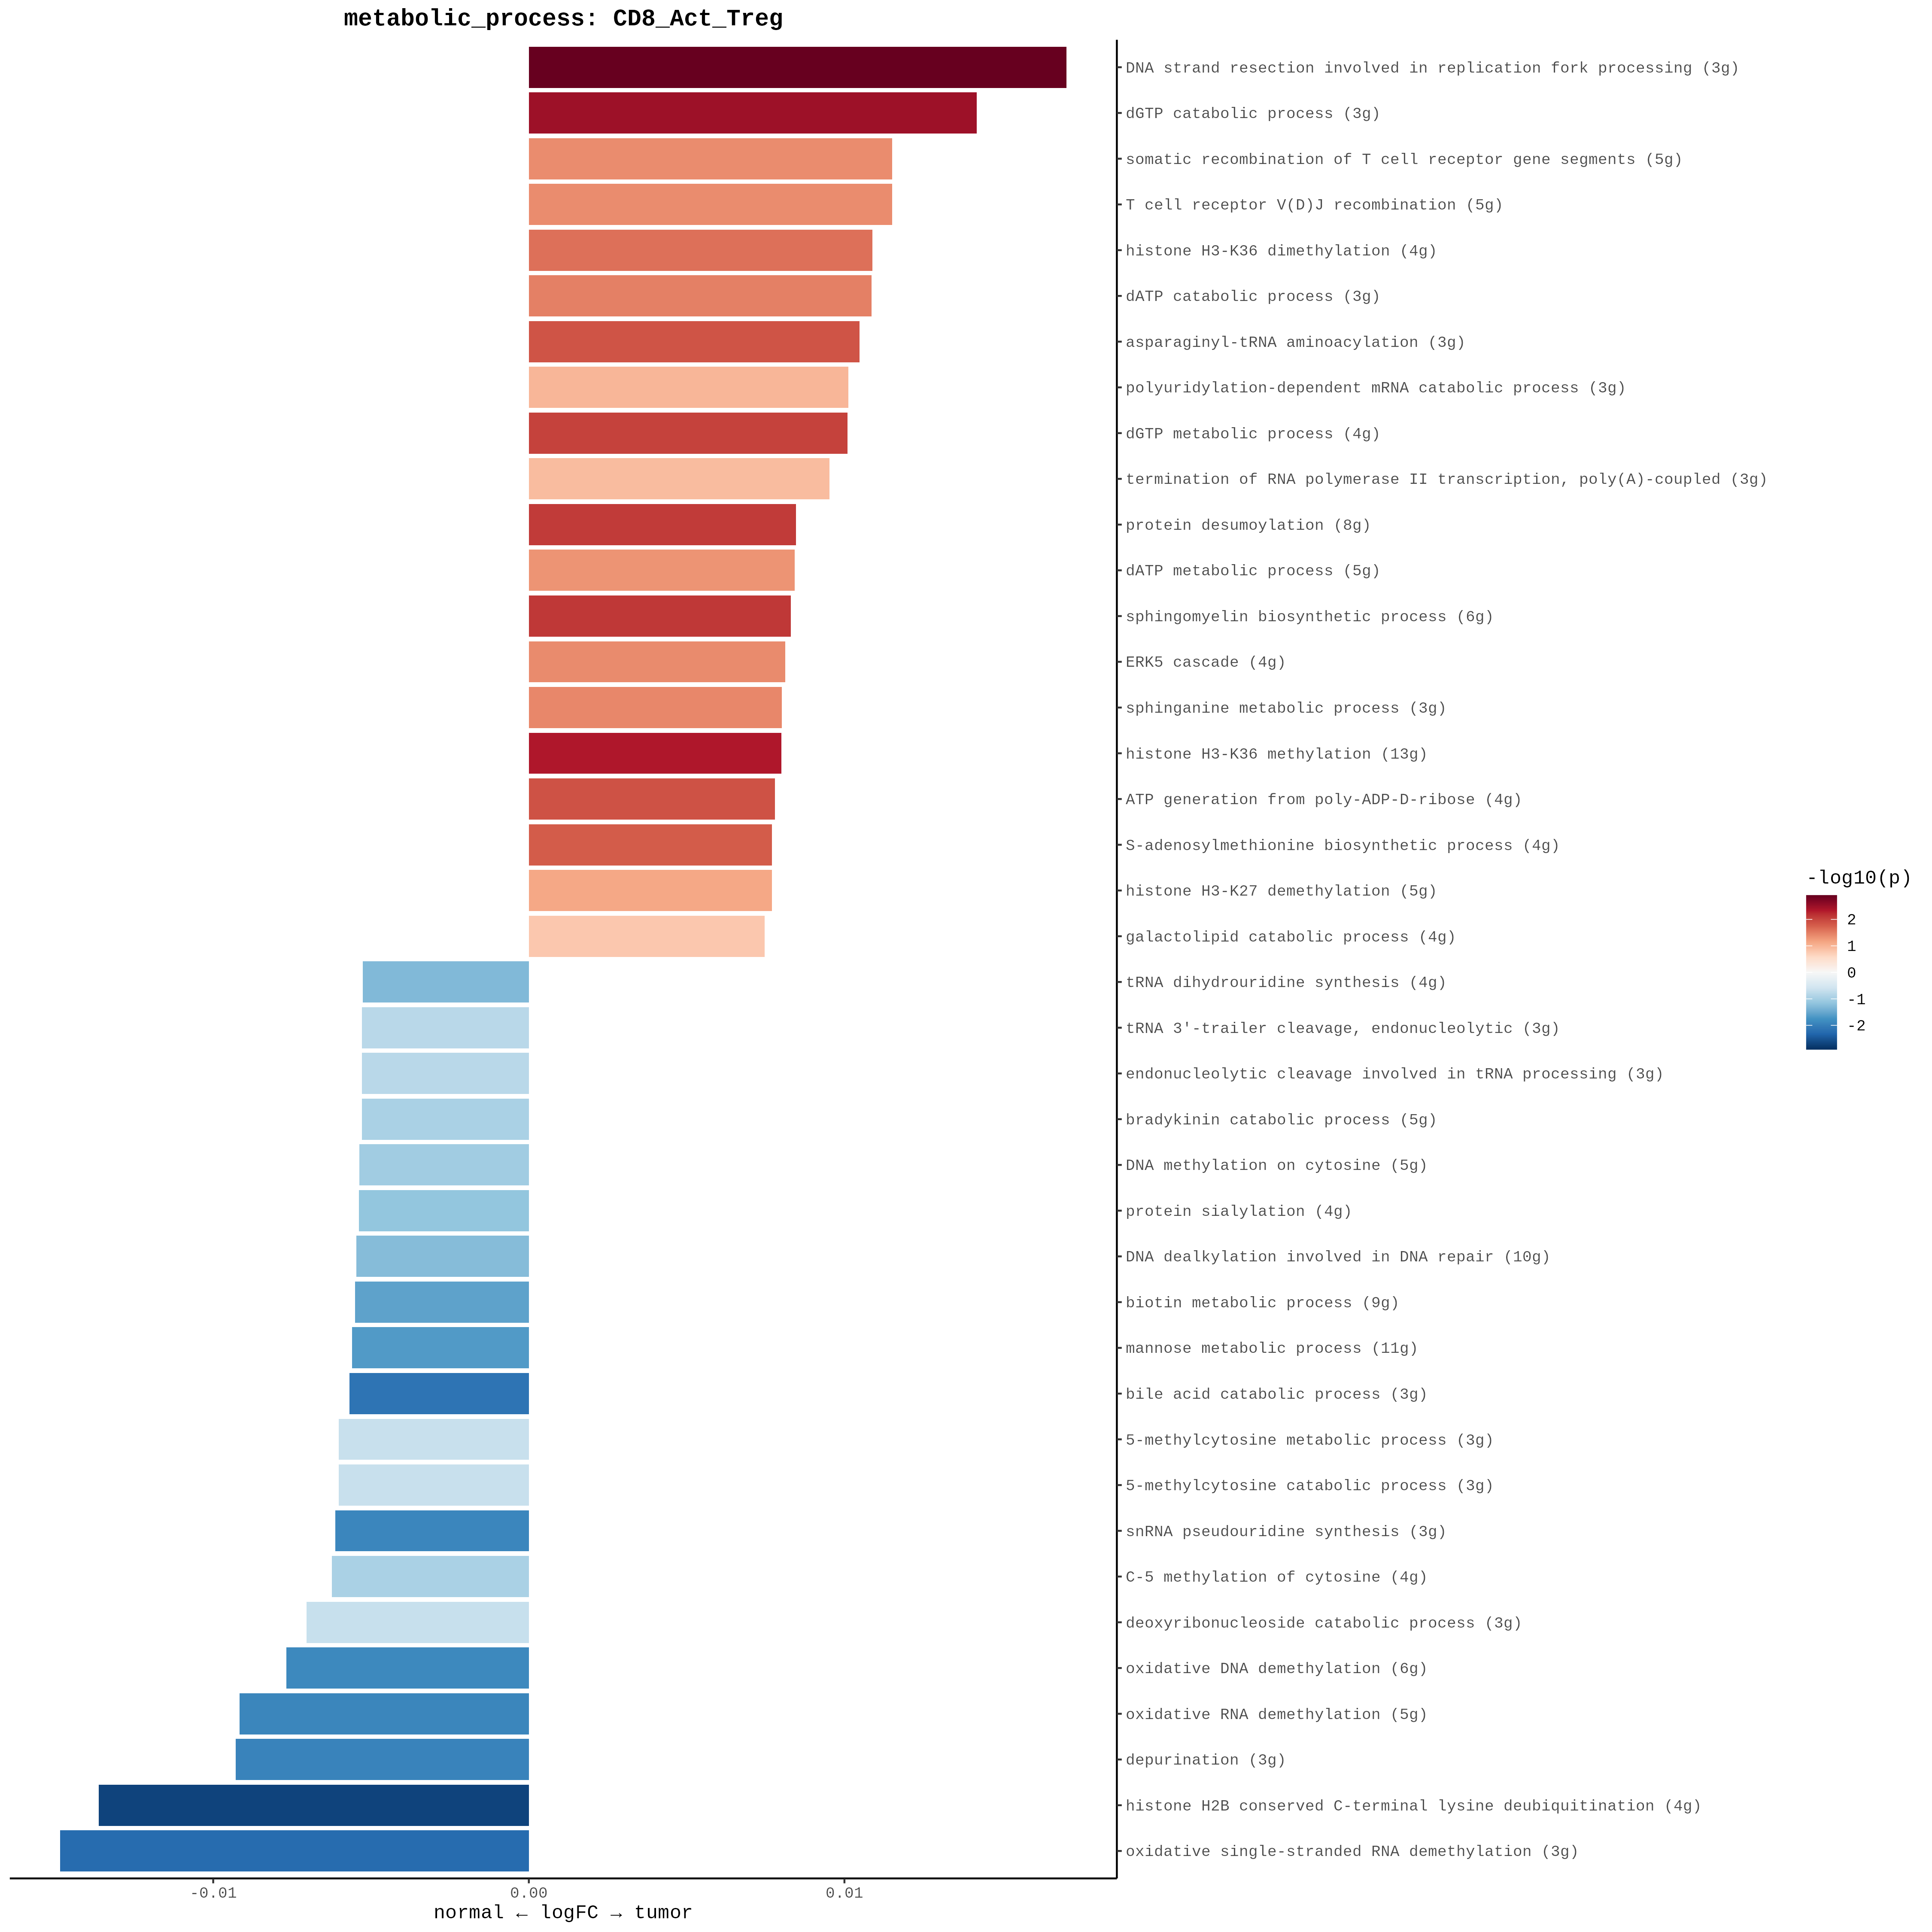 metabolic_process: CD8_Act_Treg
DNA strand resection involved in replication fork processing (3g)
dGTP catabolic process (3g)
somatic recombination of T cell receptor gene segments (5g)
T cell receptor V(D)J recombination (5g)
histone H3-K36 dimethylation (4g)
dATP catabolic process (3g)
asparaginyl-tRNA aminoacylation (3g)
polyuridylation-dependent mRNA catabolic process (3g)
dGTP metabolic process (4g)
termination of RNA polymerase II transcription, poly(A)-coupled (3g)
protein desumoylation (8g)
dATP metabolic process (5g)
sphingomyelin biosynthetic process (6g)
ERK5 cascade (4g)
sphinganine metabolic process (3g)
histone H3-K36 methylation (13g)
ATP generation from poly-ADP-D-ribose (4g)
S-adenosylmethionine biosynthetic process (4g)
histone H3-K27 demethylation (5g)
galactolipid catabolic process (4g)
tRNA dihydrouridine synthesis (4g)
tRNA 3'-trailer cleavage, endonucleolytic (3g)
endonucleolytic cleavage involved in tRNA processing (3g)
bradykinin catabolic process (5g)
DNA methylation on cytosine (5g)
protein sialylation (4g)
DNA dealkylation involved in DNA repair (10g)
biotin metabolic process (9g)
mannose metabolic process (11g)
bile acid catabolic process (3g)
5-methylcytosine metabolic process (3g)
5-methylcytosine catabolic process (3g)
snRNA pseudouridine synthesis (3g)
C-5 methylation of cytosine (4g)
deoxyribonucleoside catabolic process (3g)
oxidative DNA demethylation (6g)
oxidative RNA demethylation (5g)
depurination (3g)
histone H2B conserved C-terminal lysine deubiquitination (4g)
oxidative single-stranded RNA demethylation (3g)
-0.01 0.00 0.01
normal ← logFC → tumor
-log10(p)
2
1
0
-1
-2